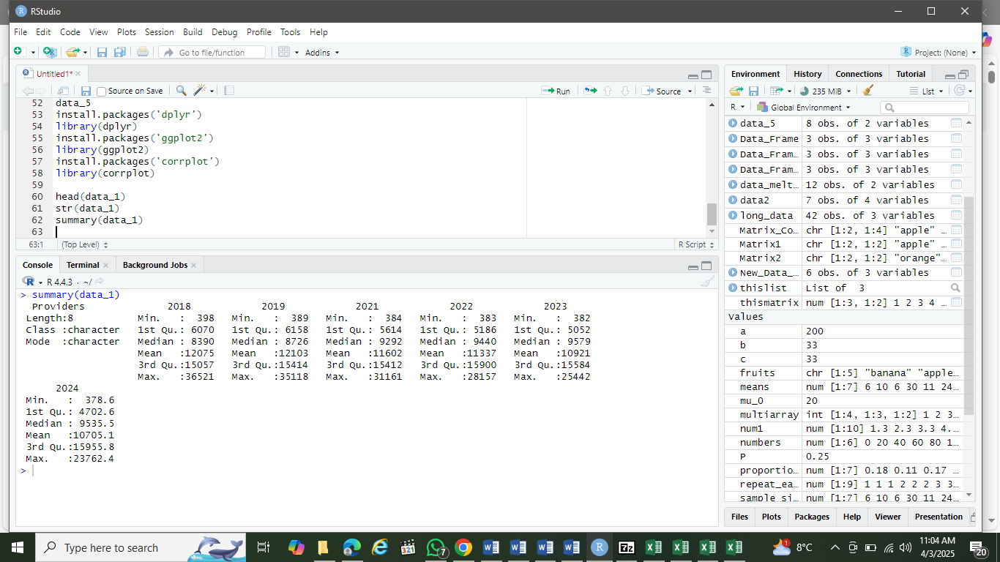 RStudio
File Edit Code View Plots Session Build Debug Profile Tools Help
Go to file/function
Addins
Project: (None)
Untitled1*
Source on Save
Run
Source
52 data_5
53 install.packages('dplyr')
54 library(dplyr)
55 install.packages('ggplot2')
56 library(ggplot2)
57 install.packages('corrplot')
58 library(corrplot)
59
60 head(data_1)
61 str(data_1)
62 summary(data_1)
63
63:1 (Top Level) R Script
Console Terminal Background Jobs
R 4.4.3 · ~/
> summary(data_1)
Providers 2018 2019 2021 2022 2023
Length:8 Min. : 398 Min. : 389 Min. : 384 Min. : 383 Min. : 382
Class :character 1st Qu.: 6070 1st Qu.: 6158 1st Qu.: 5614 1st Qu.: 5186 1st Qu.: 5052
Mode :character Median : 8390 Median : 8726 Median : 9292 Median : 9440 Median : 9579
Mean :12075 Mean :12103 Mean :11602 Mean :11337 Mean :10921
3rd Qu.:15057 3rd Qu.:15414 3rd Qu.:15412 3rd Qu.:15900 3rd Qu.:15584
Max. :36521 Max. :35118 Max. :31161 Max. :28157 Max. :25442
2024
Min. : 378.6
1st Qu.: 4702.6
Median : 9535.5
Mean :10705.1
3rd Qu.:15955.8
Max. :23762.4
>
Environment History Connections Tutorial
235 MiB
List
R Global Environment
data_5 8 obs. of 2 variables
Data_Frame 3 obs. of 3 variables
Data_Fram… 3 obs. of 3 variables
Data_Fram… 3 obs. of 3 variables
data_melt… 12 obs. of 2 variables
data2 7 obs. of 4 variables
long_data 42 obs. of 3 variables
Matrix_Co… chr [1:2, 1:4] "apple" …
Matrix1 chr [1:2, 1:2] "apple" …
Matrix2 chr [1:2, 1:2] "orange"…
New_Data_… 6 obs. of 3 variables
thislist List of 3
thismatrix num [1:3, 1:2] 1 2 3 4 …
Values
a 200
b 33
c 33
fruits chr [1:5] "banana" "apple…
means num [1:7] 6 10 6 30 11 24…
mu_0 20
multiarray int [1:4, 1:3, 1:2] 1 2 3…
num1 num [1:10] 1.3 2.3 3.3 4.…
numbers num [1:6] 0 20 40 60 80 1…
P 0.25
proportio… num [1:7] 0.18 0.11 0.17 …
repeat_ea… num [1:9] 1 1 1 2 2 2 3 3…
sample_si… num [1:7] 6 10 6 30 11 24…
Files Plots Packages Help Viewer Presentation
Type here to search
321
7
7z
1
8°C
11:04 AM
4/3/2025
20